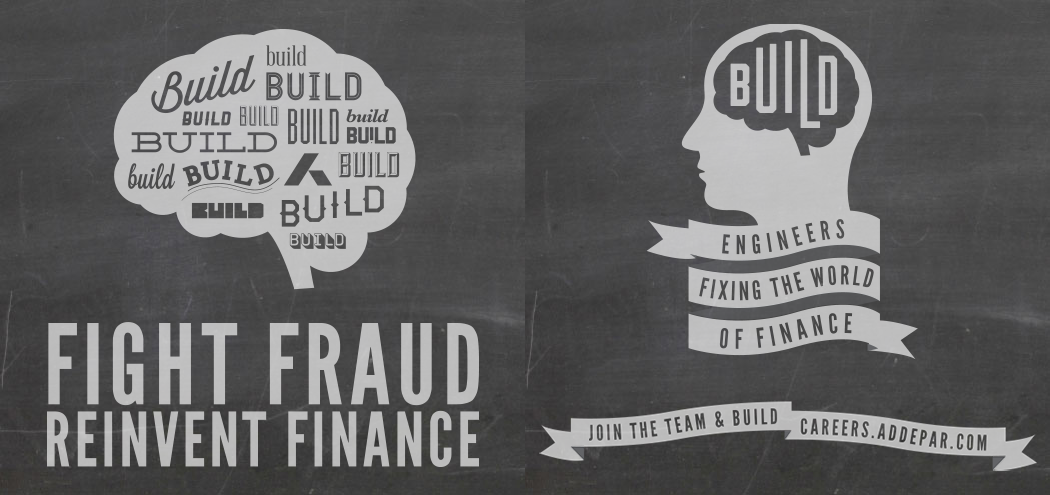 build
Build BUILD
BUILD BUILD BUILD build
BUILD BUILD
build BUILD BUILD
BUILD BUILD
BUILD
FIGHT FRAUD
REINVENT FINANCE
BUILD
ENGINEERS
FIXING THE WORLD
OF FINANCE
JOIN THE TEAM & BUILD
CAREERS.ADDEPAR.COM